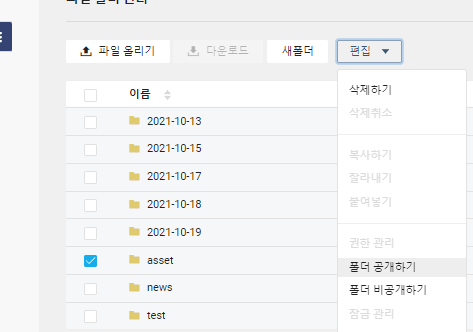 파일 올리기 다운로드 새폴더 편집
이름
2021-10-13
2021-10-15
2021-10-17
2021-10-18
2021-10-19
asset
news
test
삭제하기
삭제취소
복사하기
잘라내기
붙여넣기
권한 관리
폴더 공개하기
폴더 비공개하기
잠금 관리